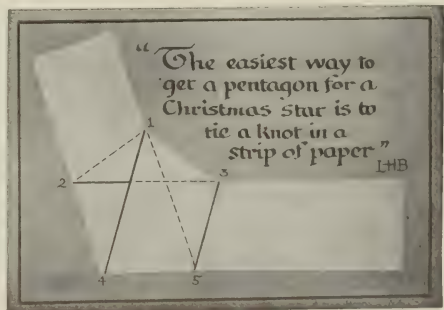 "The easiest way to
get a pentagon for a
Christmas star is to
tie a knot in a
strip of paper"
LHB
1
2
3
4
5